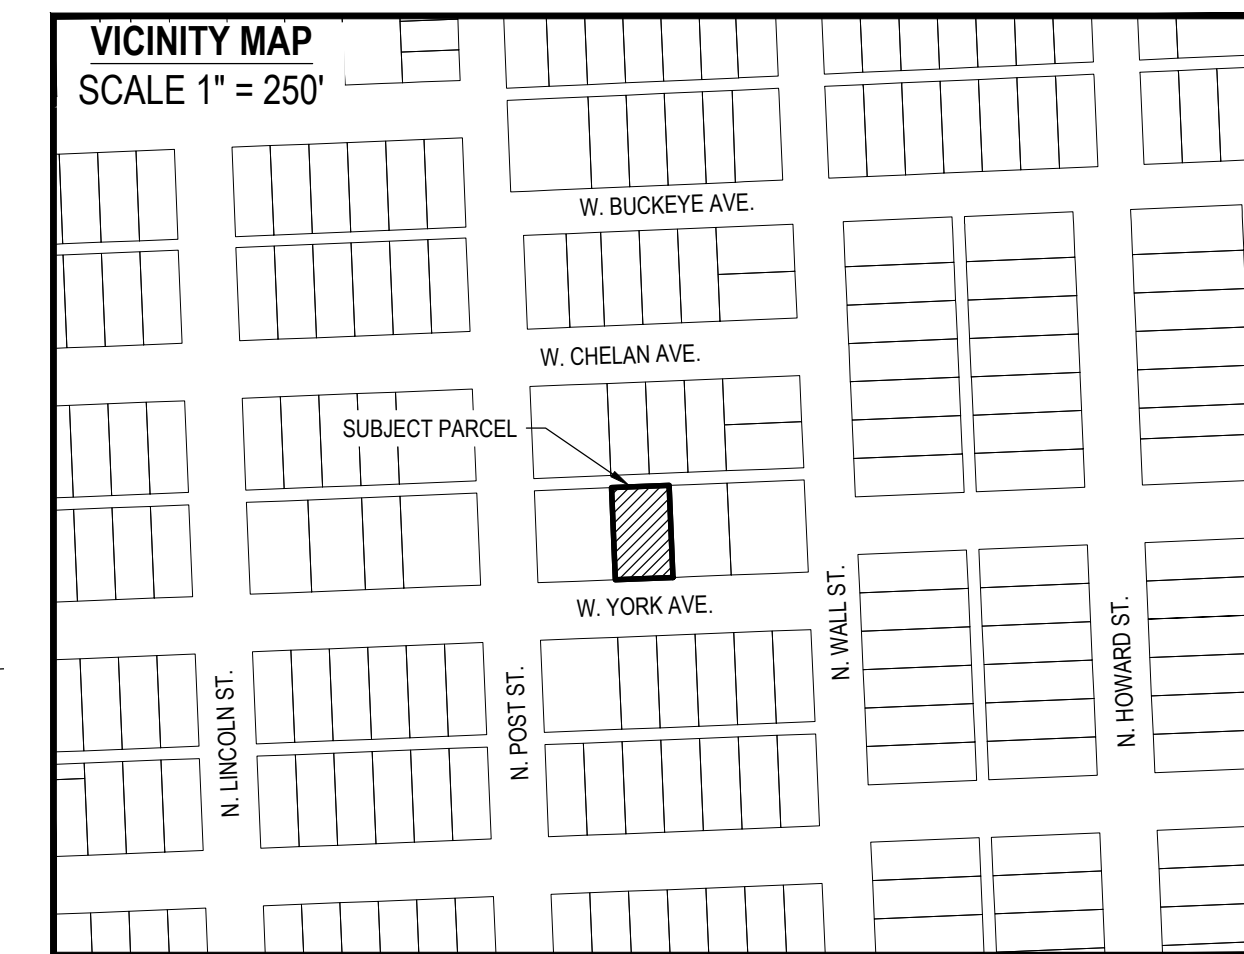 VICINITY MAP
SCALE 1" = 250'
W. BUCKEYE AVE.
W. CHELAN AVE.
SUBJECT PARCEL
W. YORK AVE.
N. WALL ST.
N. HOWARD ST.
N. POST ST.
N. LINCOLN ST.